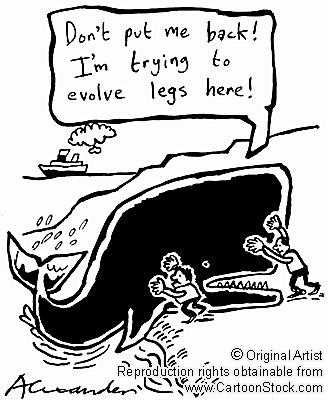 Don't put me back!
I'm trying to
evolve legs here!
© Original Artist
Reproduction rights obtainable from
www.CartoonStock.com
Alexander